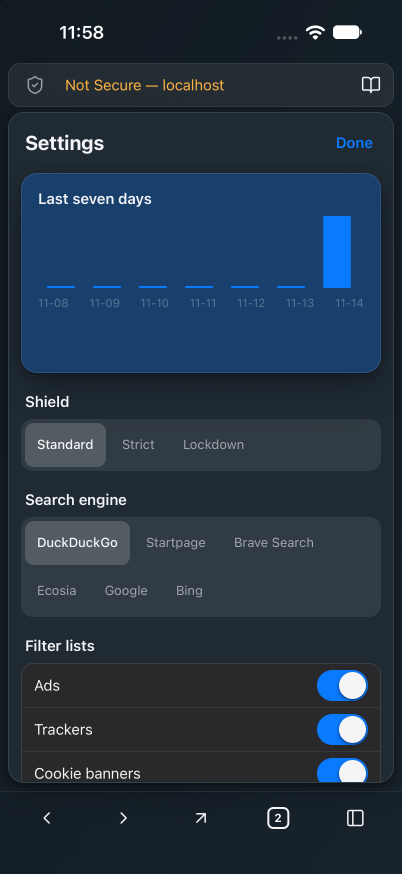 11:58
Not Secure — localhost
Settings
Done
Last seven days
11-08 11-09 11-10 11-11 11-12 11-13 11-14
Shield
Standard Strict Lockdown
Search engine
DuckDuckGo Startpage Brave Search
Ecosia Google Bing
Filter lists
Ads
Trackers
Cookie banners
2